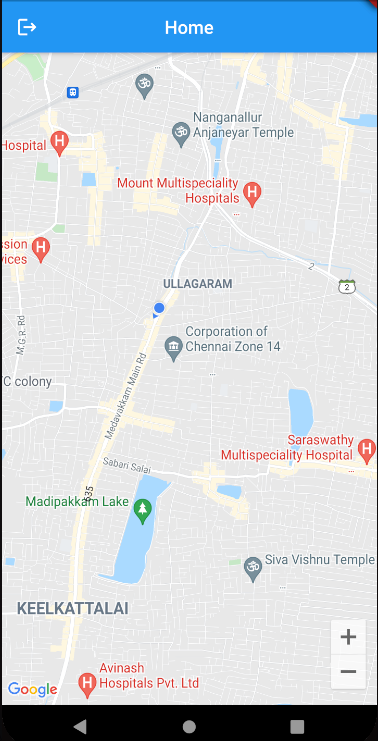 Home
Nanganallur
Anjaneyar Temple
Hospital
Mount Multispeciality
Hospitals
ssion
vices
ULLAGARAM
2
2
M.G.R. Rd
Corporation of
Chennai Zone 14
C colony
Medavakkam Main Rd
Saraswathy
Multispeciality Hospital
Sabari Salai
635
Madipakkam Lake
Siva Vishnu Temple
KEELKATTALAI
Avinash
Hospitals Pvt. Ltd
Google